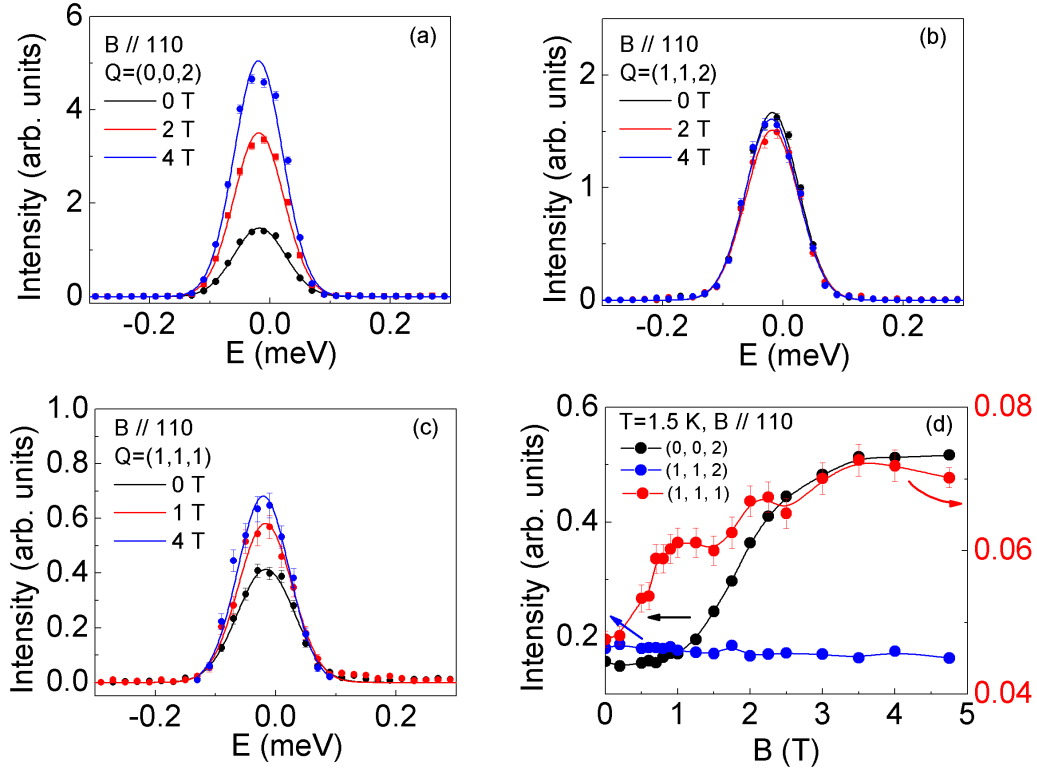 (a)
B // 110
Q=(0,0,2)
0 T
2 T
4 T
6
4
2
0
-0.2
0.0
0.2
Intensity (arb. units)
E (meV)
(b)
B // 110
Q=(1,1,2)
0 T
2 T
4 T
2
1
0
-0.2
0.0
0.2
Intensity (arb. units)
E (meV)
(c)
B // 110
Q=(1,1,1)
0 T
1 T
4 T
1.0
0.8
0.6
0.4
0.2
0.0
-0.2
0.0
0.2
Intensity (arb. units)
E (meV)
(d)
T=1.5 K, B // 110
(0, 0, 2)
(1, 1, 2)
(1, 1, 1)
0.6
0.4
0.2
0.08
0.06
0.04
0
1
2
3
4
5
Intensity (arb. units)
B (T)